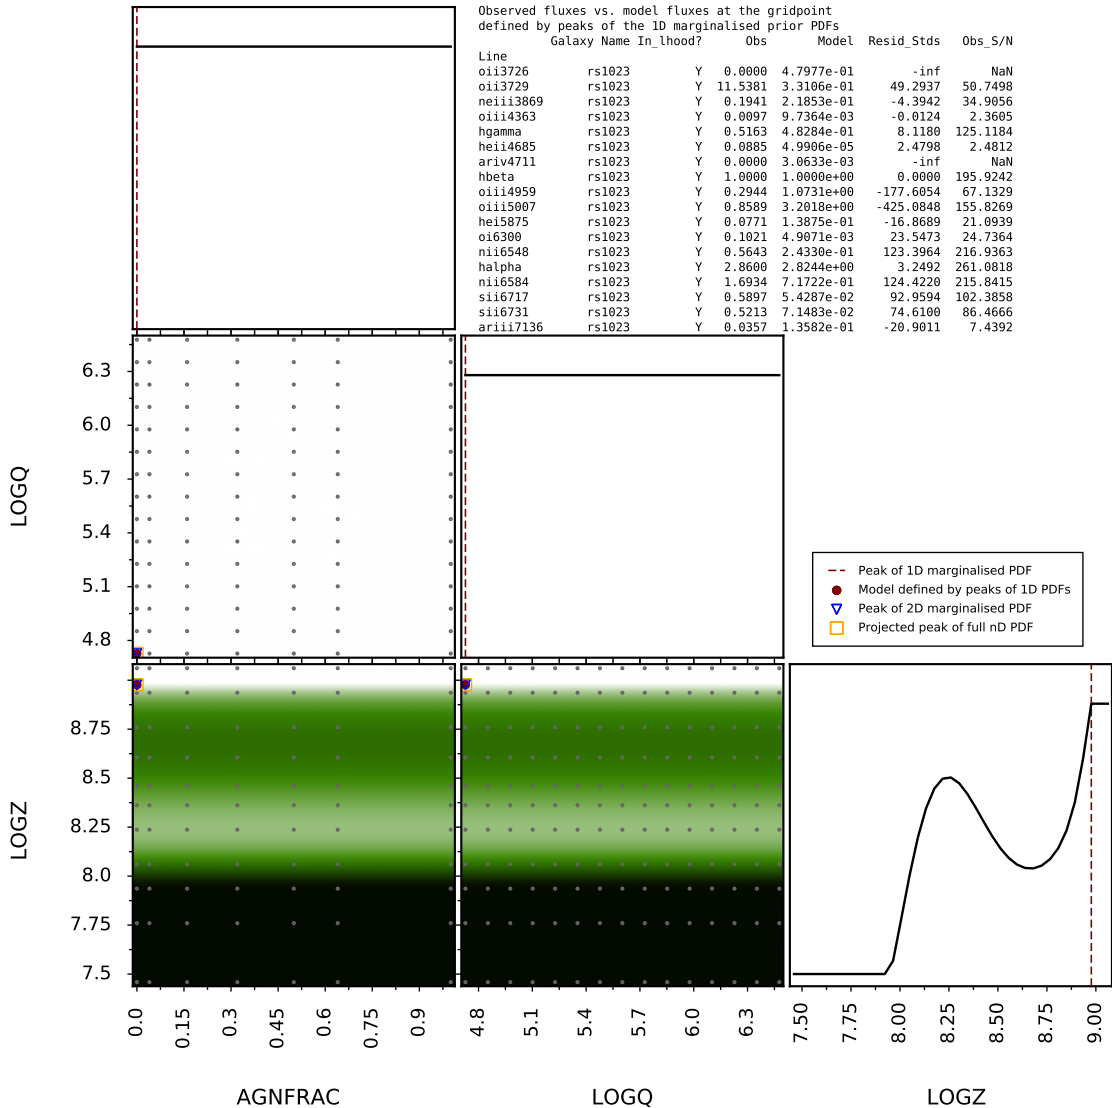 Observed fluxes vs. model fluxes at the gridpoint
defined by peaks of the 1D marginalised prior PDFs
Galaxy Name In_lhood? Obs Model Resid_Stds Obs_S/N
Line
oii3726 rs1023 Y 0.0000 4.7977e-01 -inf NaN
oii3729 rs1023 Y 11.5381 3.3106e-01 49.2937 50.7498
neiii3869 rs1023 Y 0.1941 2.1853e-01 -4.3942 34.9056
oiii4363 rs1023 Y 0.0097 9.7364e-03 -0.0124 2.3605
hgamma rs1023 Y 0.5163 4.8284e-01 8.1180 125.1184
heii4685 rs1023 Y 0.0885 4.9906e-05 2.4798 2.4812
ariv4711 rs1023 Y 0.0000 3.0633e-03 -inf NaN
hbeta rs1023 Y 1.0000 1.0000e+00 0.0000 195.9242
oiii4959 rs1023 Y 0.2944 1.0731e+00 -177.6054 67.1329
oiii5007 rs1023 Y 0.8589 3.2018e+00 -425.0848 155.8269
hei5875 rs1023 Y 0.0771 1.3875e-01 -16.8689 21.0939
oi6300 rs1023 Y 0.1021 4.9071e-03 23.5473 24.7364
nii6548 rs1023 Y 0.5643 2.4330e-01 123.3964 216.9363
halpha rs1023 Y 2.8600 2.8244e+00 3.2492 261.0818
nii6584 rs1023 Y 1.6934 7.1722e-01 124.4220 215.8415
sii6717 rs1023 Y 0.5897 5.4287e-02 92.9594 102.3858
sii6731 rs1023 Y 0.5213 7.1483e-02 74.6100 86.4666
ariii7136 rs1023 Y 0.0357 1.3582e-01 -20.9011 7.4392
6.3
6.0
5.7
5.4
5.1
4.8
LOGQ
Peak of 1D marginalised PDF
Model defined by peaks of 1D PDFs
Peak of 2D marginalised PDF
Projected peak of full nD PDF
8.75
8.5
8.25
8.0
7.75
7.5
LOGZ
0.0 0.15 0.3 0.45 0.6 0.75 0.9
4.8 5.1 5.4 5.7 6.0 6.3
7.50 7.75 8.00 8.25 8.50 8.75 9.00
AGNFRAC LOGQ LOGZ